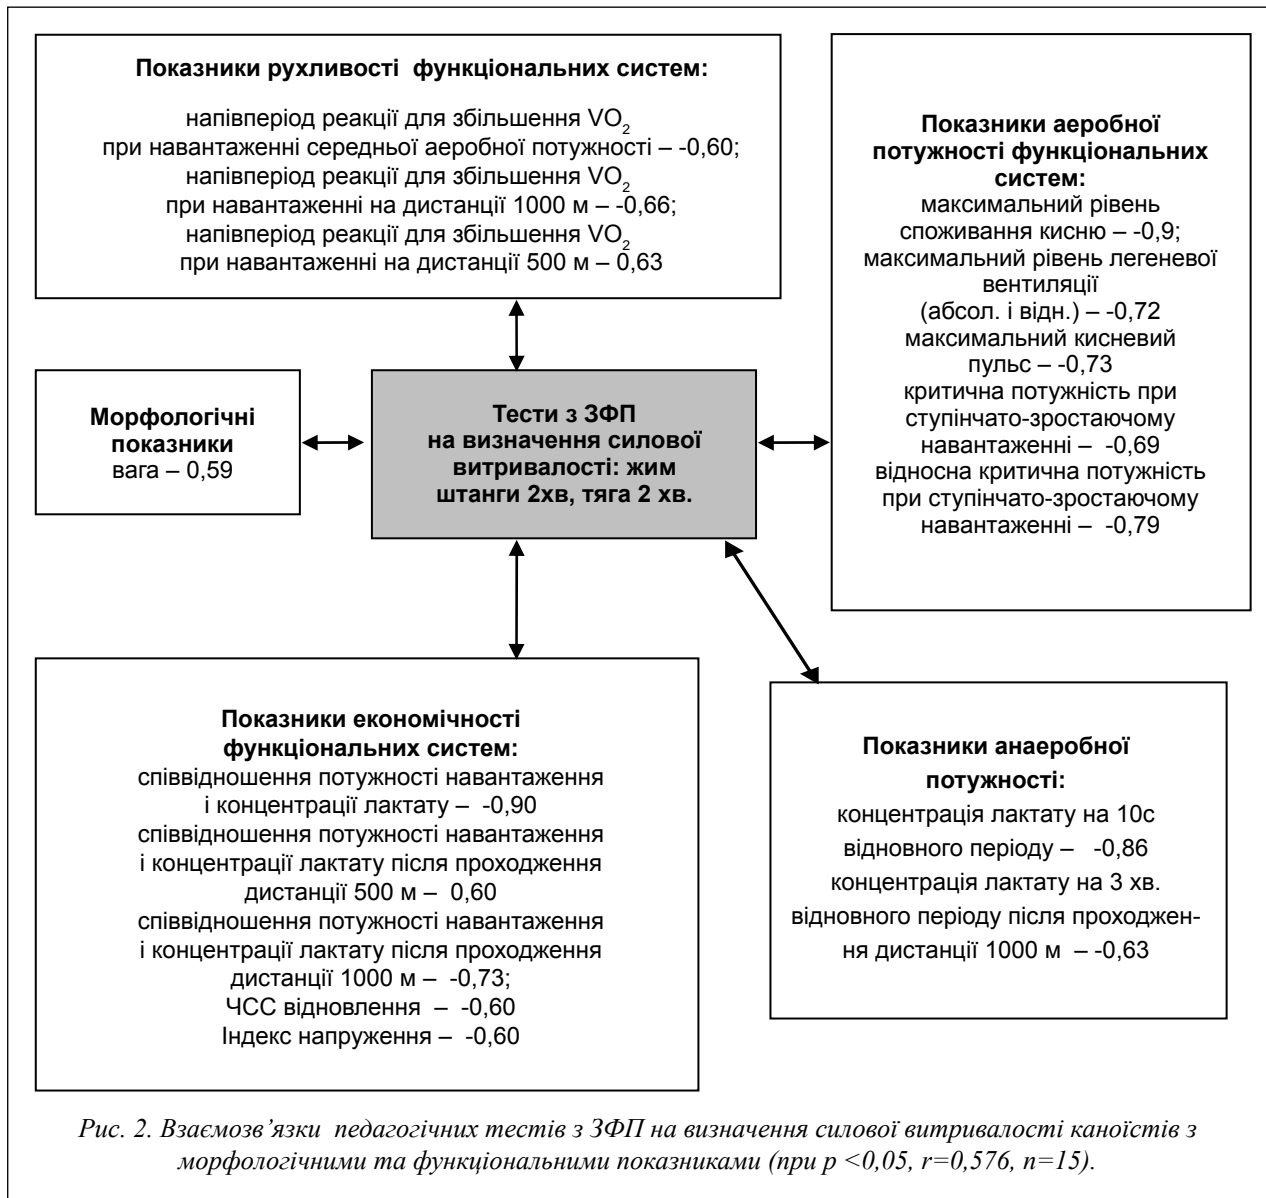 Показники рухливості функціональних систем:
напівперіод реакції для збільшення VO₂
при навантаженні середньої аеробної потужності – -0,60;
напівперіод реакції для збільшення VO₂
при навантаженні на дистанції 1000 м – -0,66;
напівперіод реакції для збільшення VO₂
при навантаженні на дистанції 500 м – 0,63
Показники аеробної
потужності функціональних
систем:
максимальний рівень
споживання кисню – -0,9;
максимальний рівень легеневої
вентиляції
(абсол. і відн.) – -0,72
максимальний кисневий
пульс – -0,73
критична потужність при
ступінчато-зростаючому
навантаженні – -0,69
відносна критична потужність
при ступінчато-зростаючому
навантаженні – -0,79
Морфологічні
показники
вага – 0,59
Тести з ЗФП
на визначення силової
витривалості: жим
штанги 2хв, тяга 2 хв.
Показники економічності
функціональних систем:
співвідношення потужності навантаження
і концентрації лактату – -0,90
співвідношення потужності навантаження
і концентрації лактату після проходження
дистанції 500 м – 0,60
співвідношення потужності навантаження
і концентрації лактату після проходження
дистанції 1000 м – -0,73;
ЧСС відновлення – -0,60
Індекс напруження – -0,60
Показники анаеробної
потужності:
концентрація лактату на 10с
відновного періоду – -0,86
концентрація лактату на 3 хв.
відновного періоду після проходжен-
ня дистанції 1000 м – -0,63
Рис. 2. Взаємозв’язки педагогічних тестів з ЗФП на визначення силової витривалості каноїстів з
морфологічними та функціональними показниками (при p <0,05, r=0,576, n=15).